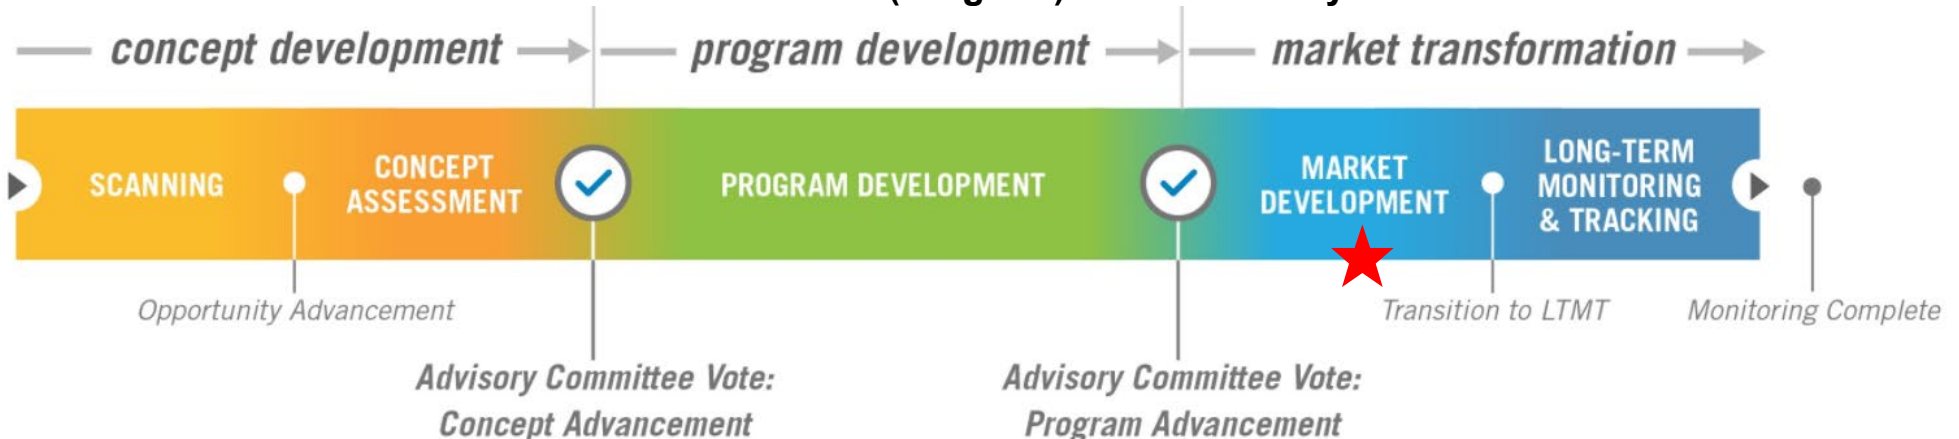 concept development
program development
market transformation
SCANNING
CONCEPT
ASSESSMENT
PROGRAM DEVELOPMENT
MARKET
DEVELOPMENT
LONG-TERM
MONITORING
& TRACKING
Opportunity Advancement
Transition to LTMT
Monitoring Complete
Advisory Committee Vote:
Concept Advancement
Advisory Committee Vote:
Program Advancement